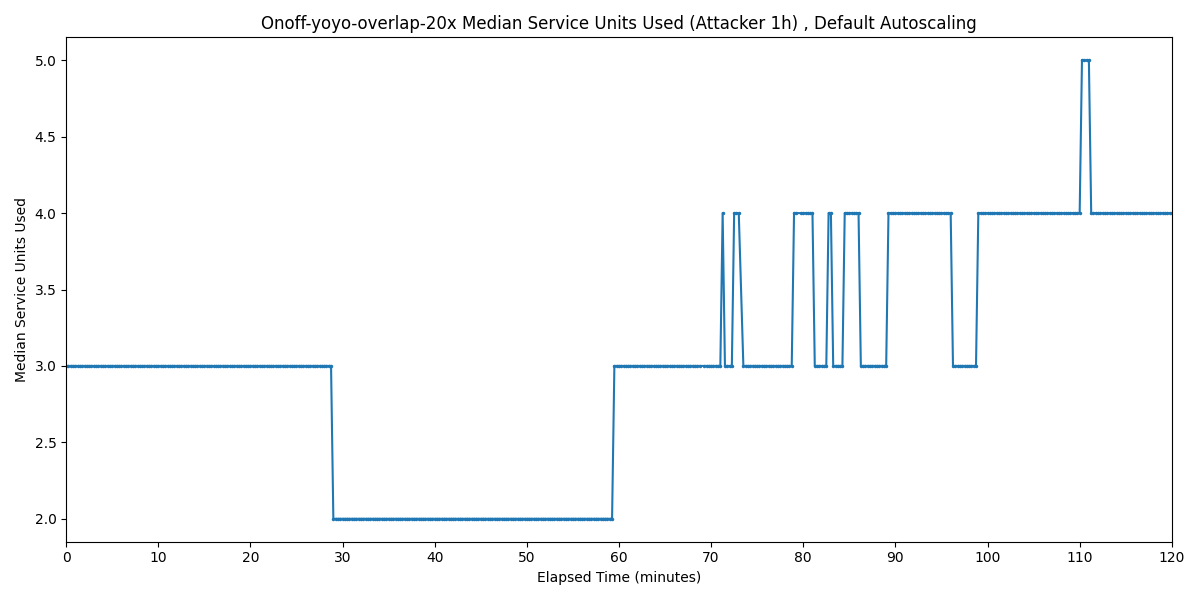 Onoff-yoyo-overlap-20x Median Service Units Used (Attacker 1h) , Default Autoscaling
Median Service Units Used
5.0
4.5
4.0
3.5
3.0
2.5
2.0
0 10 20 30 40 50 60 70 80 90 100 110 120
Elapsed Time (minutes)